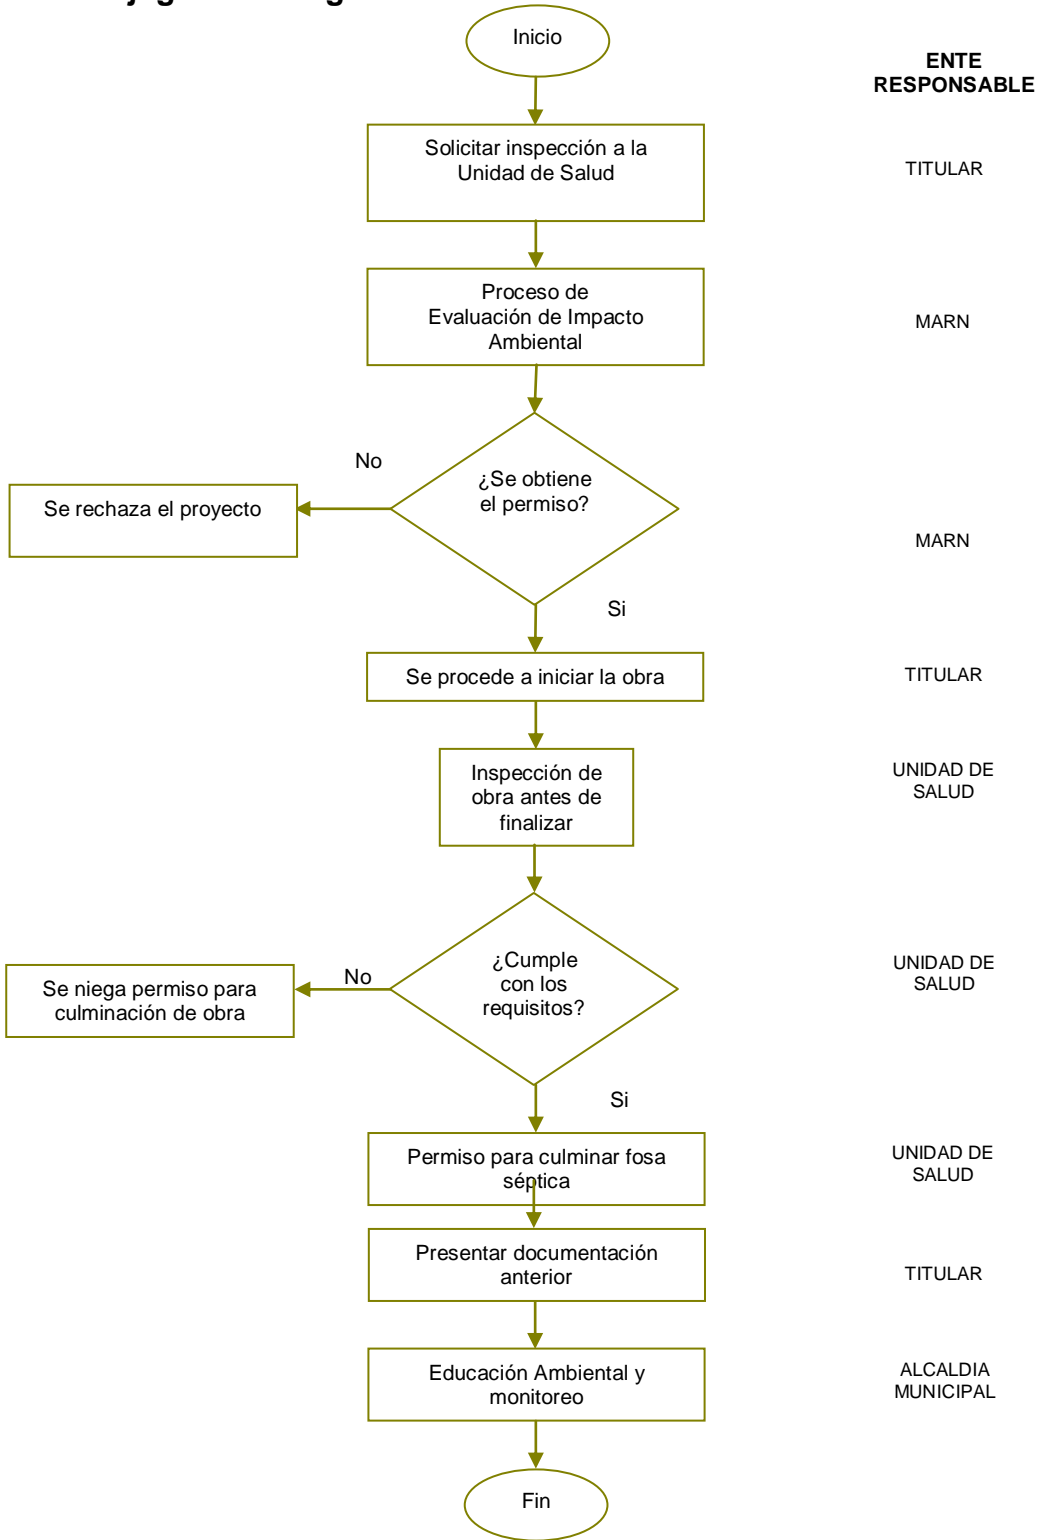 Inicio
ENTE
RESPONSABLE
Solicitar inspección a la
Unidad de Salud
TITULAR
Proceso de
Evaluación de Impacto
Ambiental
MARN
¿Se obtiene
el permiso?
No
Se rechaza el proyecto
MARN
Si
Se procede a iniciar la obra
TITULAR
Inspección de
obra antes de
finalizar
UNIDAD DE
SALUD
¿Cumple
con los
requisitos?
No
Se niega permiso para
culminación de obra
UNIDAD DE
SALUD
Si
Permiso para culminar fosa
séptica
UNIDAD DE
SALUD
Presentar documentación
anterior
TITULAR
Educación Ambiental y
monitoreo
ALCALDIA
MUNICIPAL
Fin